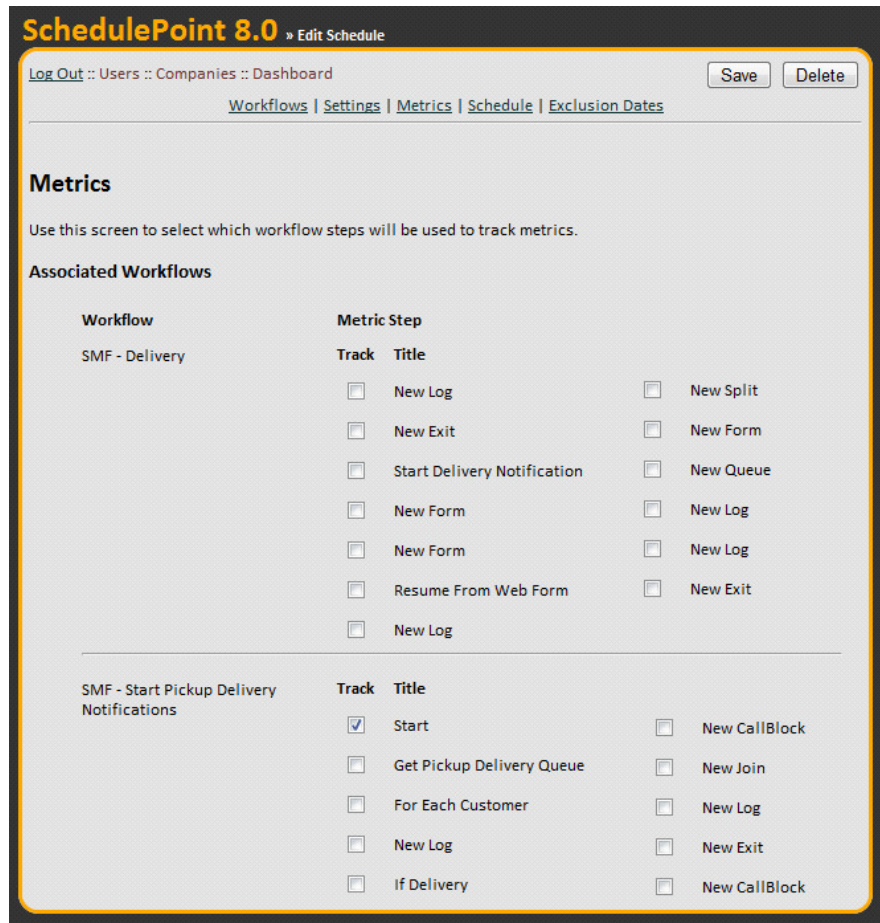 SchedulePoint 8.0 » Edit Schedule
Log Out :: Users :: Companies :: Dashboard
Save Delete
Workflows | Settings | Metrics | Schedule | Exclusion Dates
Metrics
Use this screen to select which workflow steps will be used to track metrics.
Associated Workflows
Workflow Metric Step
SMF - Delivery Track Title
New Log New Split
New Exit New Form
Start Delivery Notification New Queue
New Form New Log
New Form New Log
Resume From Web Form New Exit
New Log
SMF - Start Pickup Delivery Track Title
Notifications
Start New CallBlock
Get Pickup Delivery Queue New Join
For Each Customer New Log
New Log New Exit
If Delivery New CallBlock